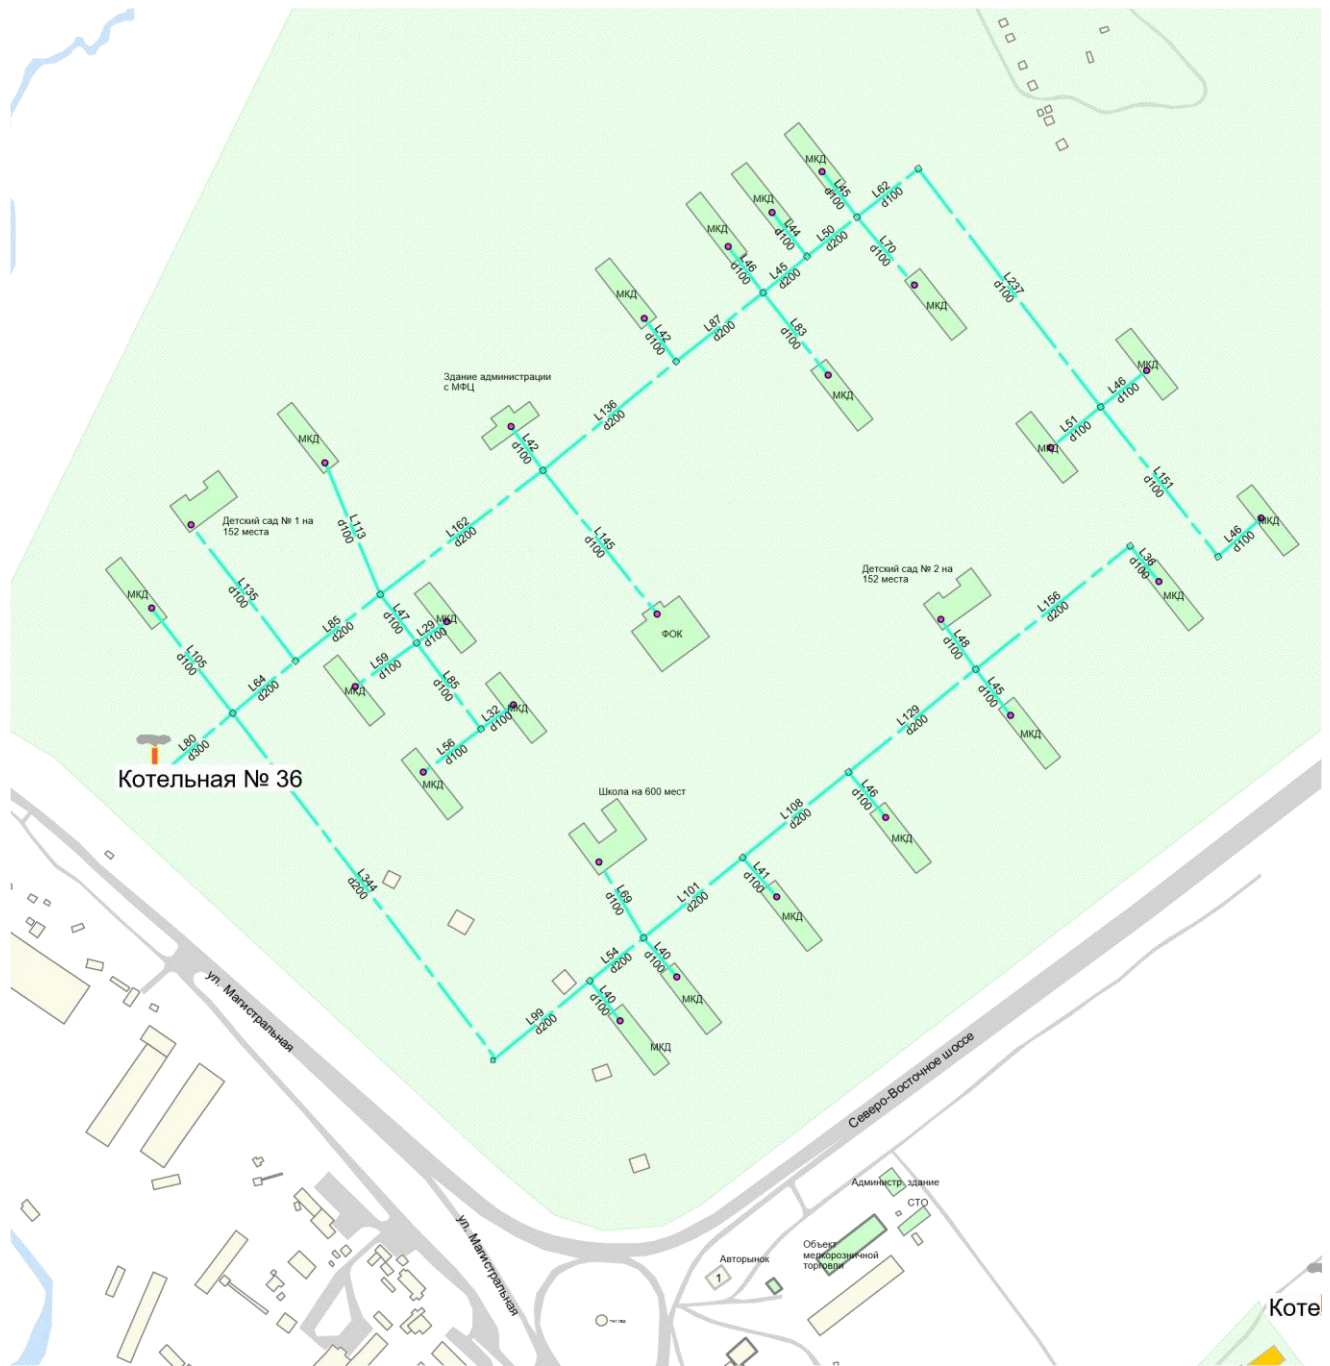 МКД
L45
d100
L62
d100
МКД
L44
d100
L50
d200
МКД
L46
d100
L45
d200
L70
d100
МКД
L237
d100
МКД
L42
d100
L87
d200
L83
d100
МКД
МКД
L46
d100
L51
d100
МКД
Здание администрации
с МФЦ
L136
d200
L42
d100
МКД
L113
d100
L162
d200
L145
d100
L151
d100
L46
d100
МКД
Детский сад № 1 на
152 места
L135
d100
МКД
L105
d100
L85
d200
L47
d100
L29
d100
МКД
L59
d100
МКД
L64
d200
L85
d100
L32
d100
МКД
L56
d100
МКД
ФОК
Детский сад № 2 на
152 места
L48
d100
L156
d200
L36
d100
МКД
L45
d100
МКД
L129
d200
L80
d300
Котельная № 36
L344
d200
Школа на 600 мест
L69
d100
L108
d200
L46
d100
МКД
L101
d200
L41
d100
МКД
L54
d200
L40
d100
МКД
L99
d200
L40
d100
МКД
ул. Магистральная
Северо-Восточное шоссе
ул. Магистральная
Администр. здание
СТО
Объект
меркорозничной
торговли
Авторынок
1
Коте